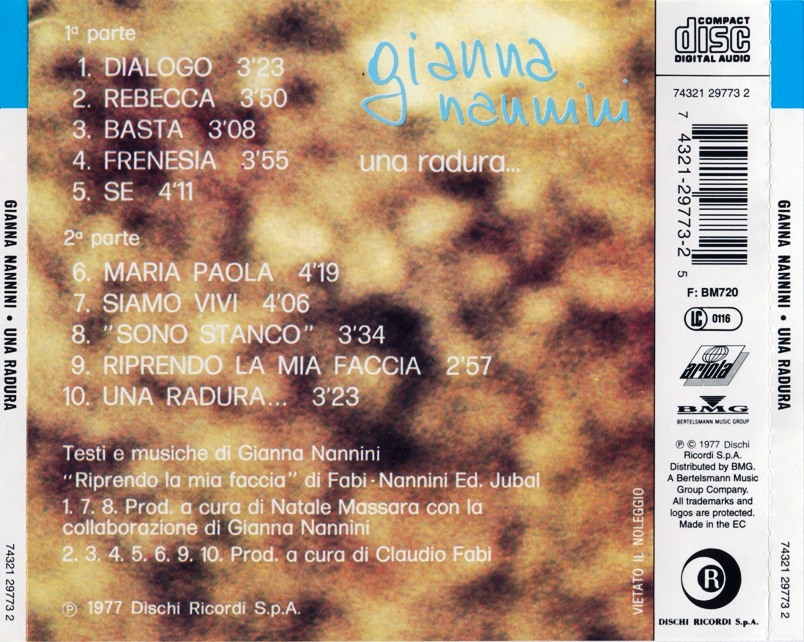 1ª parte
1. DIALOGO 3'23
2. REBECCA 3'50
3. BASTA 3'08
4. FRENESIA 3'55
5. SE 4'11
2ª parte
6. MARIA PAOLA 4'19
7. SIAMO VIVI 4'06
8. "SONO STANCO" 3'34
9. RIPRENDO LA MIA FACCIA 2'57
10. UNA RADURA... 3'23
Testi e musiche di Gianna Nannini
"Riprendo la mia faccia" di Fabi-Nannini Ed. Jubal
1. 7. 8. Prod. a cura di Natale Massara con la
collaborazione di Gianna Nannini
2. 3. 4. 5. 6. 9. 10. Prod. a cura di Claudio Fabi
℗ 1977 Dischi Ricordi S.p.A.
gianna
nannini
una radura...
VIETATO IL NOLEGGIO
COMPACT
disc
DIGITAL AUDIO
74321 29773 2
7 4321-29773-2 5
F: BM720
LC 0116
ariola
BMG
BERTELSMANN MUSIC GROUP
℗ © 1977 Dischi
Ricordi S.p.A.
Distributed by BMG.
A Bertelsmann Music
Group Company.
All trademarks and
logos are protected.
Made in the EC
R
DISCHI RICORDI S.p.A.
GIANNA NANNINI • UNA RADURA
74321 29773 2
GIANNA NANNINI • UNA RADURA
74321 29773 2